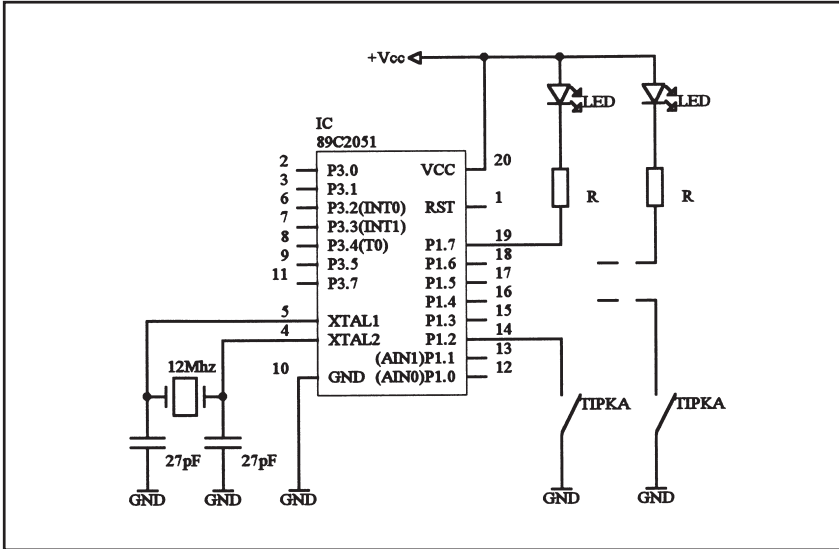 +Vcc
LED
LED
IC
89C2051
2 P3.0 VCC 20
3 P3.1
6 P3.2(INT0) RST 1
7 P3.3(INT1)
8 P3.4(T0) P1.7 19
9 P3.5 P1.6 18
11 P3.7 P1.5 17
P1.4 16
5 XTAL1 P1.3 15
4 XTAL2 P1.2 14
(AIN1)P1.1 13
10 GND (AIN0)P1.0 12
R
R
12Mhz
27pF
27pF
TIPKA
TIPKA
GND
GND
GND
GND
GND